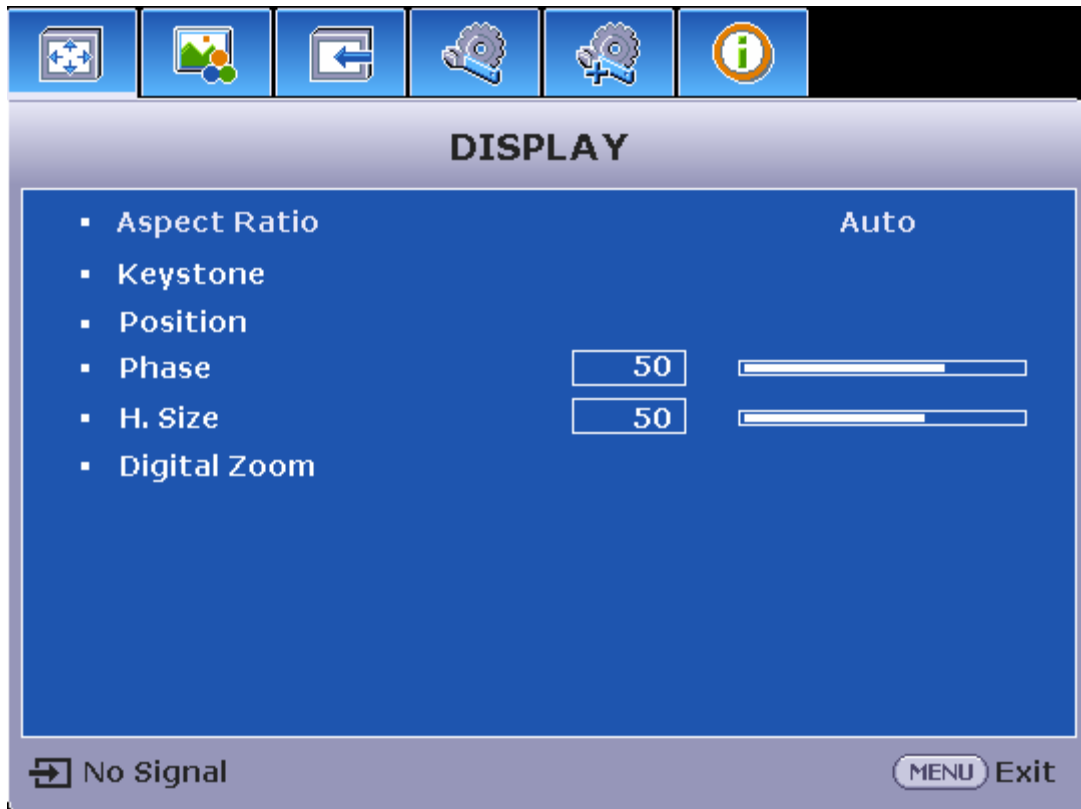 DISPLAY
Aspect Ratio Auto
Keystone
Position
Phase 50
H. Size 50
Digital Zoom
No Signal MENU Exit